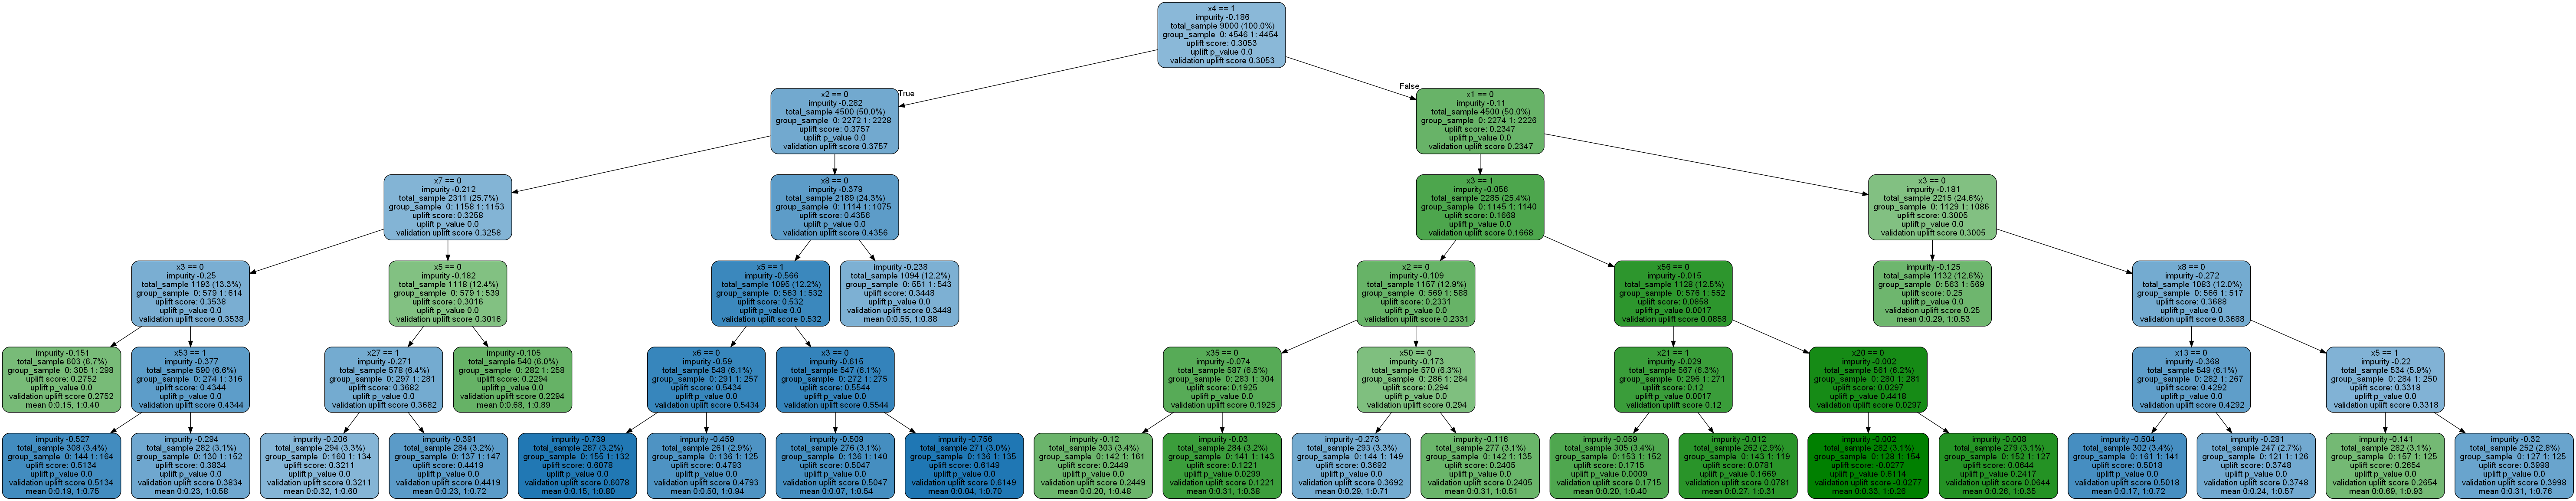 x4 == 1
impurity -0.186
total_sample 9000 (100.0%)
group_sample 0: 4546 1: 4454
uplift score: 0.3053
uplift p_value 0.0
validation uplift score 0.3053
True
False
x2 == 0
impurity -0.282
total_sample 4500 (50.0%)
group_sample 0: 2272 1: 2228
uplift score: 0.3757
uplift p_value 0.0
validation uplift score 0.3757
x1 == 0
impurity -0.11
total_sample 4500 (50.0%)
group_sample 0: 2274 1: 2226
uplift score: 0.2347
uplift p_value 0.0
validation uplift score 0.2347
x7 == 0
impurity -0.212
total_sample 2311 (25.7%)
group_sample 0: 1158 1: 1153
uplift score: 0.3258
uplift p_value 0.0
validation uplift score 0.3258
x8 == 0
impurity -0.379
total_sample 2189 (24.3%)
group_sample 0: 1114 1: 1075
uplift score: 0.4356
uplift p_value 0.0
validation uplift score 0.4356
x3 == 1
impurity -0.056
total_sample 2285 (25.4%)
group_sample 0: 1145 1: 1140
uplift score: 0.1668
uplift p_value 0.0
validation uplift score 0.1668
x3 == 0
impurity -0.181
total_sample 2215 (24.6%)
group_sample 0: 1129 1: 1086
uplift score: 0.3005
uplift p_value 0.0
validation uplift score 0.3005
x3 == 0
impurity -0.25
total_sample 1193 (13.3%)
group_sample 0: 579 1: 614
uplift score: 0.3538
uplift p_value 0.0
validation uplift score 0.3538
x5 == 0
impurity -0.182
total_sample 1118 (12.4%)
group_sample 0: 579 1: 539
uplift score: 0.3016
uplift p_value 0.0
validation uplift score 0.3016
x5 == 1
impurity -0.566
total_sample 1095 (12.2%)
group_sample 0: 563 1: 532
uplift score: 0.532
uplift p_value 0.0
validation uplift score 0.532
impurity -0.238
total_sample 1094 (12.2%)
group_sample 0: 551 1: 543
uplift score: 0.3448
uplift p_value 0.0
validation uplift score 0.3448
mean 0:0.55, 1:0.88
x2 == 0
impurity -0.109
total_sample 1157 (12.9%)
group_sample 0: 569 1: 588
uplift score: 0.2331
uplift p_value 0.0
validation uplift score 0.2331
x56 == 0
impurity -0.015
total_sample 1128 (12.5%)
group_sample 0: 576 1: 552
uplift score: 0.0858
uplift p_value 0.0017
validation uplift score 0.0858
impurity -0.125
total_sample 1132 (12.6%)
group_sample 0: 563 1: 569
uplift score: 0.25
uplift p_value 0.0
validation uplift score 0.25
mean 0:0.29, 1:0.53
x8 == 0
impurity -0.272
total_sample 1083 (12.0%)
group_sample 0: 566 1: 517
uplift score: 0.3688
uplift p_value 0.0
validation uplift score 0.3688
impurity -0.151
total_sample 603 (6.7%)
group_sample 0: 305 1: 298
uplift score: 0.2752
uplift p_value 0.0
validation uplift score 0.2752
mean 0:0.15, 1:0.40
x53 == 1
impurity -0.377
total_sample 590 (6.6%)
group_sample 0: 274 1: 316
uplift score: 0.4344
uplift p_value 0.0
validation uplift score 0.4344
x27 == 1
impurity -0.271
total_sample 578 (6.4%)
group_sample 0: 297 1: 281
uplift score: 0.3682
uplift p_value 0.0
validation uplift score 0.3682
impurity -0.105
total_sample 540 (6.0%)
group_sample 0: 282 1: 258
uplift score: 0.2294
uplift p_value 0.0
validation uplift score 0.2294
mean 0:0.68, 1:0.89
x6 == 0
impurity -0.59
total_sample 548 (6.1%)
group_sample 0: 291 1: 257
uplift score: 0.5434
uplift p_value 0.0
validation uplift score 0.5434
x3 == 0
impurity -0.615
total_sample 547 (6.1%)
group_sample 0: 272 1: 275
uplift score: 0.5544
uplift p_value 0.0
validation uplift score 0.5544
x35 == 0
impurity -0.074
total_sample 587 (6.5%)
group_sample 0: 283 1: 304
uplift score: 0.1925
uplift p_value 0.0
validation uplift score 0.1925
x50 == 0
impurity -0.173
total_sample 570 (6.3%)
group_sample 0: 286 1: 284
uplift score: 0.294
uplift p_value 0.0
validation uplift score 0.294
x21 == 1
impurity -0.029
total_sample 567 (6.3%)
group_sample 0: 296 1: 271
uplift score: 0.12
uplift p_value 0.0017
validation uplift score 0.12
x20 == 0
impurity -0.002
total_sample 561 (6.2%)
group_sample 0: 280 1: 281
uplift score: 0.0297
uplift p_value 0.4418
validation uplift score 0.0297
x13 == 0
impurity -0.368
total_sample 549 (6.1%)
group_sample 0: 282 1: 267
uplift score: 0.4292
uplift p_value 0.0
validation uplift score 0.4292
x5 == 1
impurity -0.22
total_sample 534 (5.9%)
group_sample 0: 284 1: 250
uplift score: 0.3318
uplift p_value 0.0
validation uplift score 0.3318
impurity -0.527
total_sample 308 (3.4%)
group_sample 0: 144 1: 164
uplift score: 0.5134
uplift p_value 0.0
validation uplift score 0.5134
mean 0:0.19, 1:0.75
impurity -0.294
total_sample 282 (3.1%)
group_sample 0: 130 1: 152
uplift score: 0.3834
uplift p_value 0.0
validation uplift score 0.3834
mean 0:0.23, 1:0.58
impurity -0.206
total_sample 294 (3.3%)
group_sample 0: 160 1: 134
uplift score: 0.3211
uplift p_value 0.0
validation uplift score 0.3211
mean 0:0.32, 1:0.60
impurity -0.391
total_sample 284 (3.2%)
group_sample 0: 137 1: 147
uplift score: 0.4419
uplift p_value 0.0
validation uplift score 0.4419
mean 0:0.23, 1:0.72
impurity -0.739
total_sample 287 (3.2%)
group_sample 0: 155 1: 132
uplift score: 0.6078
uplift p_value 0.0
validation uplift score 0.6078
mean 0:0.15, 1:0.80
impurity -0.459
total_sample 261 (2.9%)
group_sample 0: 136 1: 125
uplift score: 0.4793
uplift p_value 0.0
validation uplift score 0.4793
mean 0:0.50, 1:0.94
impurity -0.509
total_sample 276 (3.1%)
group_sample 0: 136 1: 140
uplift score: 0.5047
uplift p_value 0.0
validation uplift score 0.5047
mean 0:0.07, 1:0.54
impurity -0.756
total_sample 271 (3.0%)
group_sample 0: 136 1: 135
uplift score: 0.6149
uplift p_value 0.0
validation uplift score 0.6149
mean 0:0.04, 1:0.70
impurity -0.12
total_sample 303 (3.4%)
group_sample 0: 142 1: 161
uplift score: 0.2449
uplift p_value 0.0
validation uplift score 0.2449
mean 0:0.20, 1:0.48
impurity -0.03
total_sample 284 (3.2%)
group_sample 0: 141 1: 143
uplift score: 0.1221
uplift p_value 0.0299
validation uplift score 0.1221
mean 0:0.31, 1:0.38
impurity -0.273
total_sample 293 (3.3%)
group_sample 0: 144 1: 149
uplift score: 0.3692
uplift p_value 0.0
validation uplift score 0.3692
mean 0:0.29, 1:0.71
impurity -0.116
total_sample 277 (3.1%)
group_sample 0: 142 1: 135
uplift score: 0.2405
uplift p_value 0.0
validation uplift score 0.2405
mean 0:0.31, 1:0.51
impurity -0.059
total_sample 305 (3.4%)
group_sample 0: 153 1: 152
uplift score: 0.1715
uplift p_value 0.0009
validation uplift score 0.1715
mean 0:0.20, 1:0.40
impurity -0.012
total_sample 262 (2.9%)
group_sample 0: 143 1: 119
uplift score: 0.0781
uplift p_value 0.1669
validation uplift score 0.0781
mean 0:0.27, 1:0.31
impurity -0.002
total_sample 282 (3.1%)
group_sample 0: 128 1: 154
uplift score: -0.0277
uplift p_value 0.6114
validation uplift score -0.0277
mean 0:0.33, 1:0.26
impurity -0.008
total_sample 279 (3.1%)
group_sample 0: 152 1: 127
uplift score: 0.0644
uplift p_value 0.2417
validation uplift score 0.0644
mean 0:0.26, 1:0.35
impurity -0.504
total_sample 302 (3.4%)
group_sample 0: 161 1: 141
uplift score: 0.5018
uplift p_value 0.0
validation uplift score 0.5018
mean 0:0.17, 1:0.72
impurity -0.281
total_sample 247 (2.7%)
group_sample 0: 121 1: 126
uplift score: 0.3748
uplift p_value 0.0
validation uplift score 0.3748
mean 0:0.24, 1:0.57
impurity -0.141
total_sample 282 (3.1%)
group_sample 0: 157 1: 125
uplift score: 0.2654
uplift p_value 0.0
validation uplift score 0.2654
mean 0:0.69, 1:0.93
impurity -0.32
total_sample 252 (2.8%)
group_sample 0: 127 1: 125
uplift score: 0.3998
uplift p_value 0.0
validation uplift score 0.3998
mean 0:0.31, 1:0.76